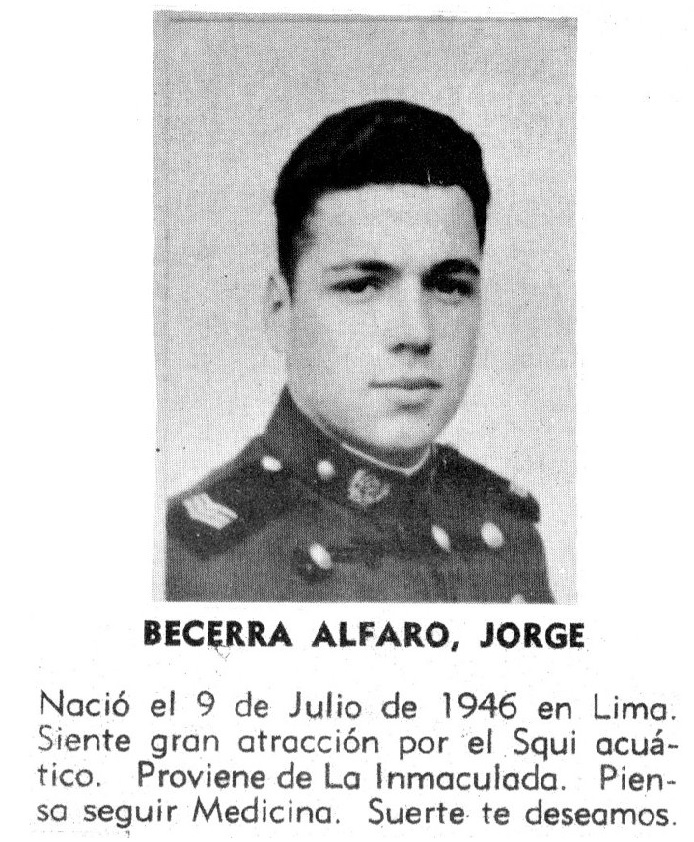 BECERRA ALFARO, JORGE
Nació el 9 de Julio de 1946 en Lima.
Siente gran atracción por el Squi acuá-
tico. Proviene de La Inmaculada. Pien-
sa seguir Medicina. Suerte te deseamos.